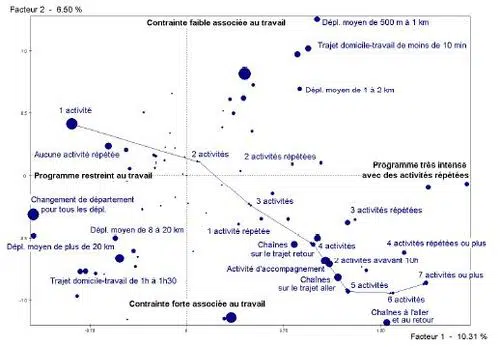 Facteur 2 - 6.50 %
Contrainte faible associée au travail
Dépl. moyen de 500 m à 1 km
Trajet domicile-travail de moins de 10 min
Dépl. moyen de 1 à 2 km
1 activité
Aucune activité répétée
2 activités
2 activités répétées
Programme restreint au travail
Programme très intense
avec des activités répétées
Changement de département
pour tous les dépl.
3 activités
3 activités répétées
1 activité répétée
Dépl. moyen de 8 à 20 km
Dépl. moyen de plus de 20 km
Chaînes
sur le trajet retour
4 activités
4 activités répétées ou plus
Activité d'accompagnement
2 activités avant 10h
Trajet domicile-travail de 1h à 1h30
Chaînes
sur le trajet aller
7 activités ou plus
5 activités
6 activités
Contrainte forte associée au travail
Chaînes à l'aller
et au retour
0
Facteur 1 - 10.31 %